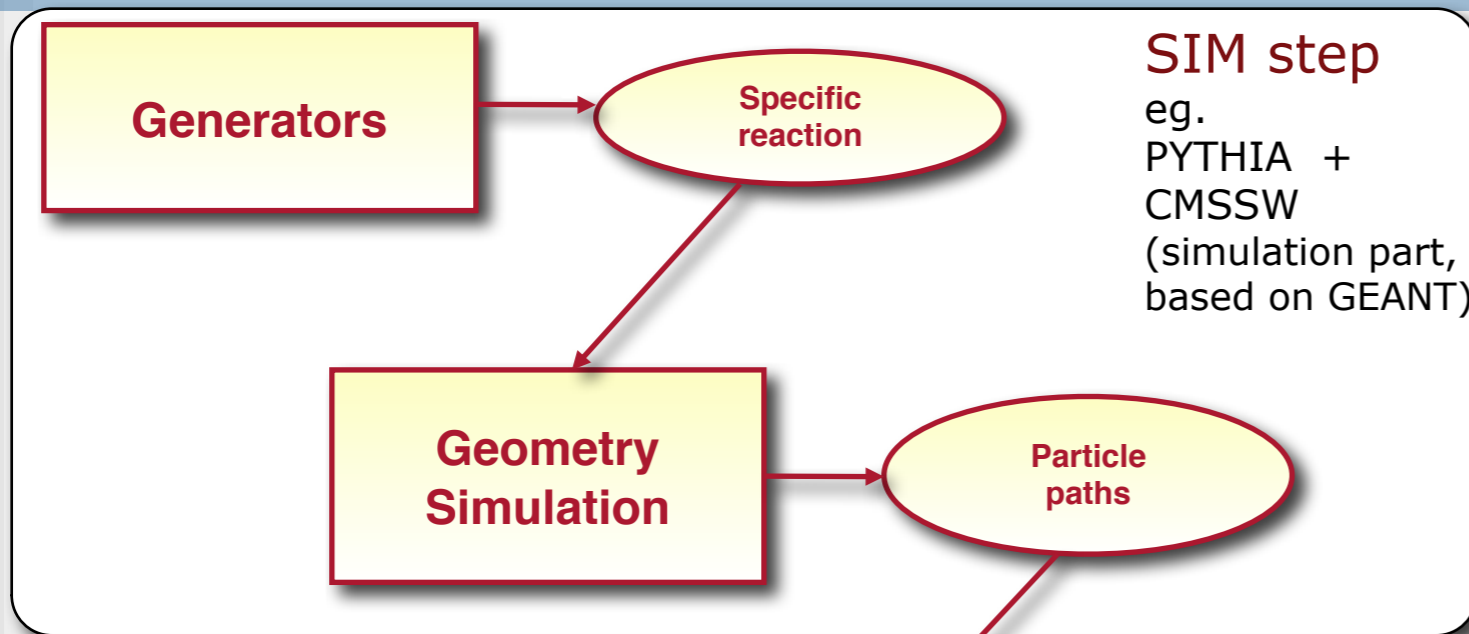 Generators
Specific
reaction
SIM step
eg.
PYTHIA +
CMSSW
(simulation part,
based on GEANT)
Geometry
Simulation
Particle
paths